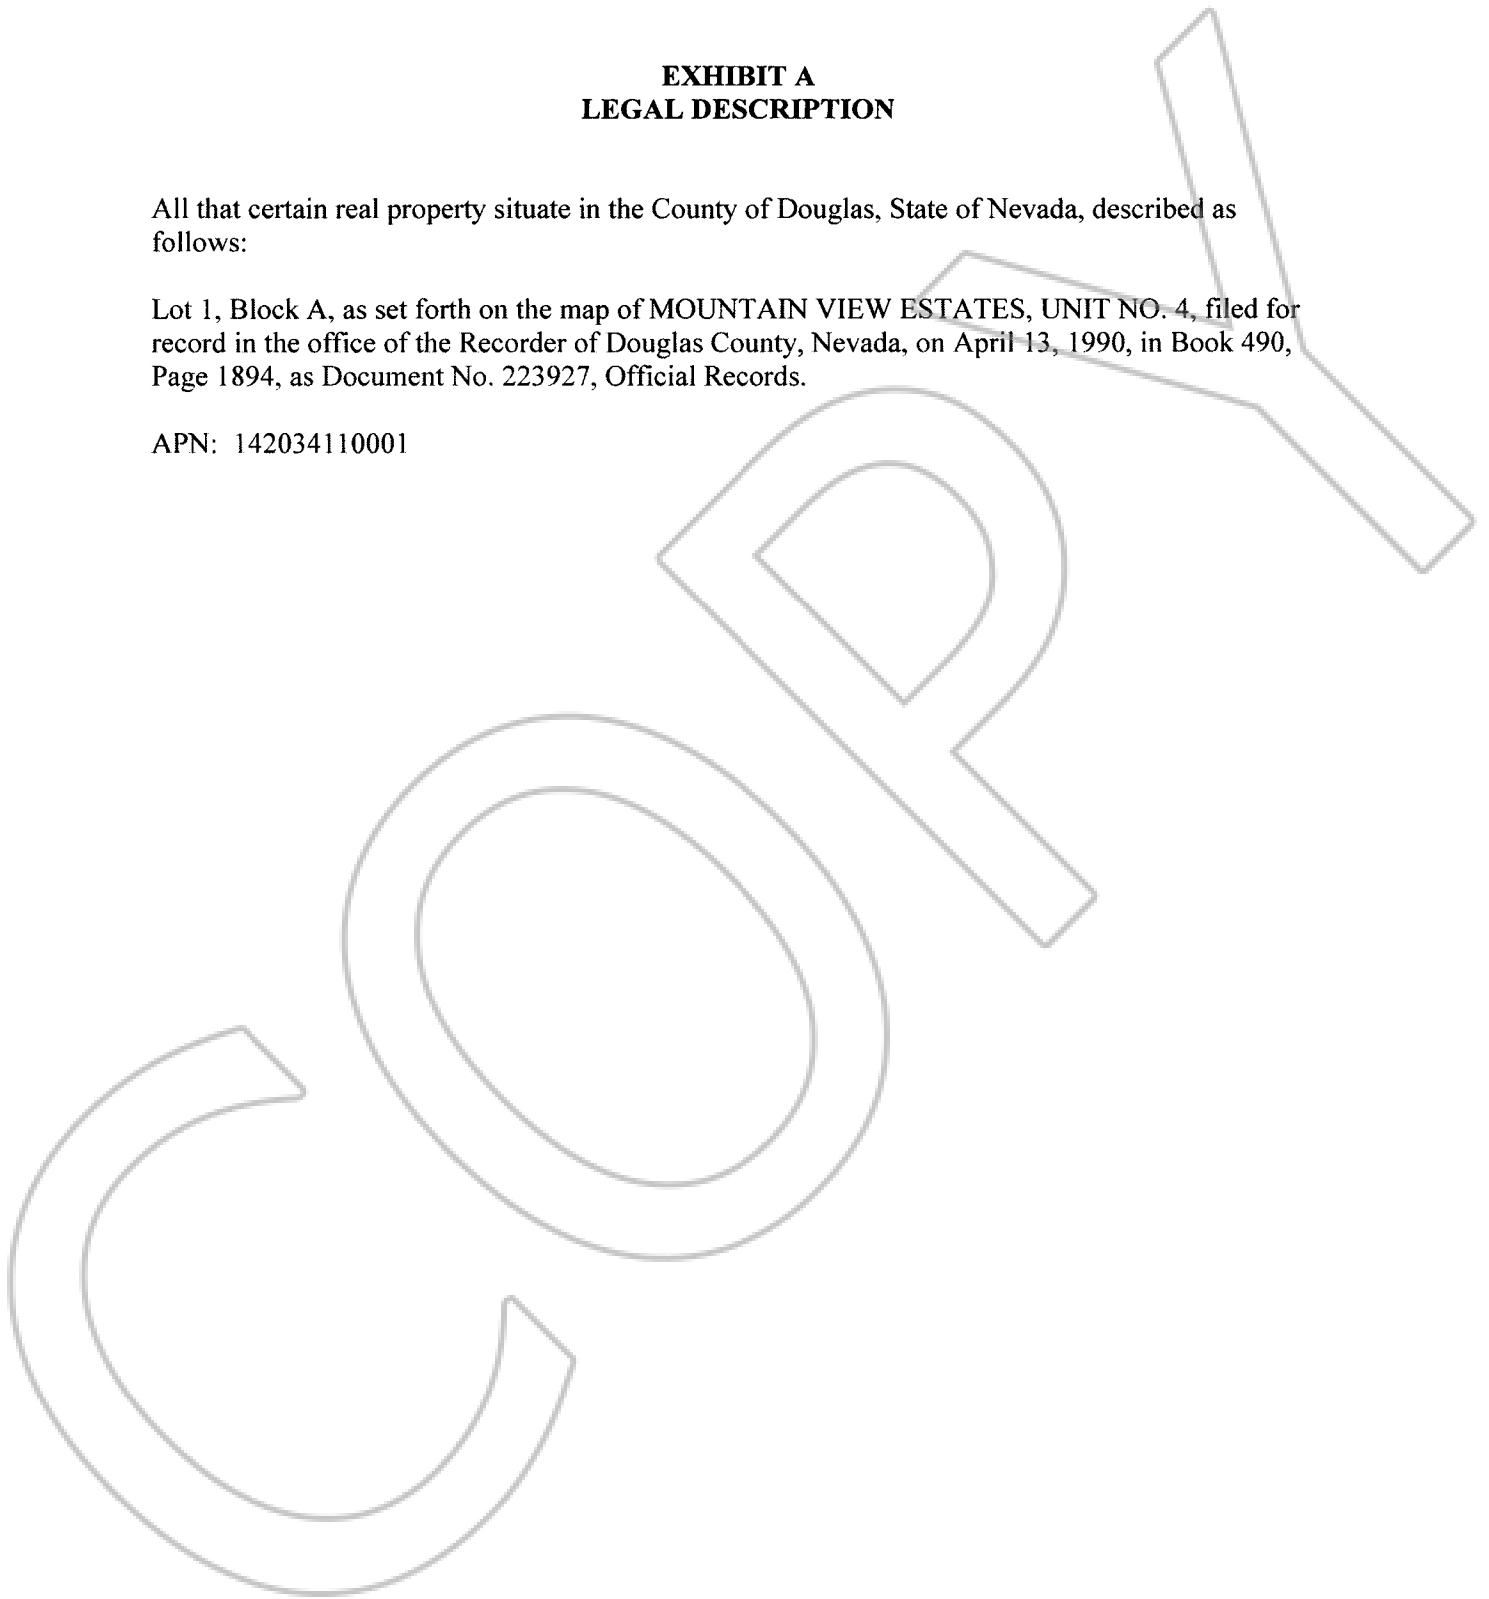 EXHIBIT A
LEGAL DESCRIPTION
All that certain real property situate in the County of Douglas, State of Nevada, described as
follows:
Lot 1, Block A, as set forth on the map of MOUNTAIN VIEW ESTATES, UNIT NO. 4, filed for
record in the office of the Recorder of Douglas County, Nevada, on April 13, 1990, in Book 490,
Page 1894, as Document No. 223927, Official Records.
APN: 142034110001
COPY